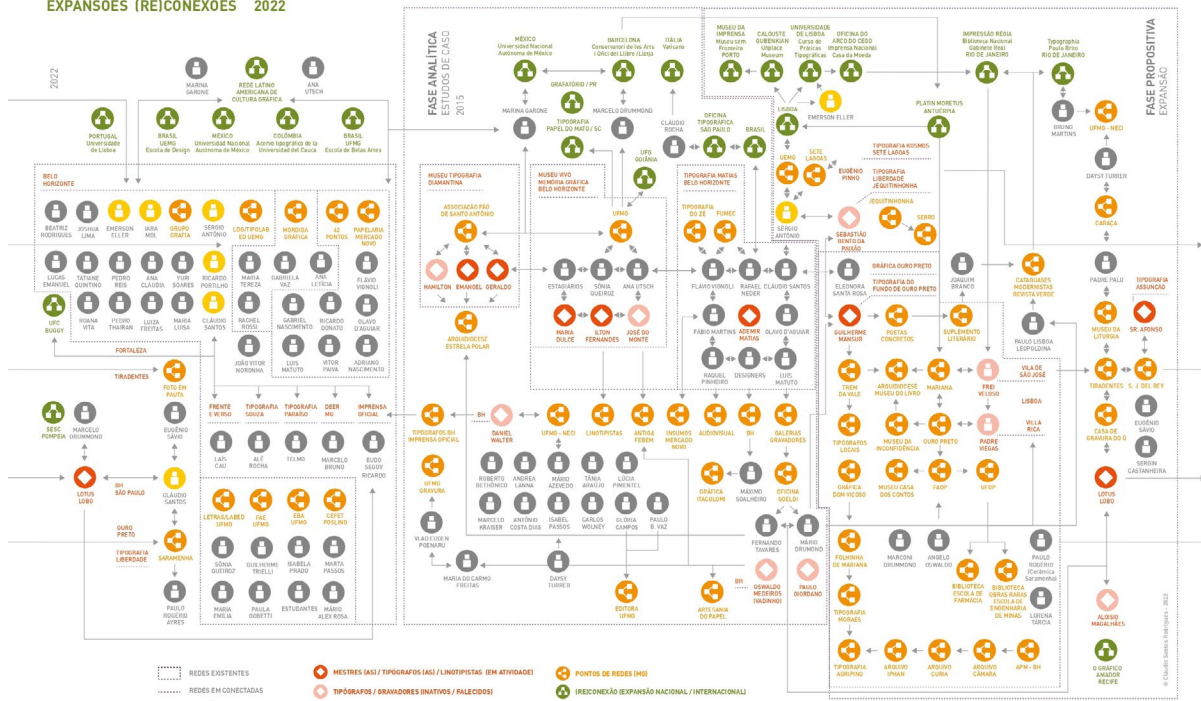 EXPANSÕES (RE)CONEXÕES 2022
2022
MARINA
GARONE
REDE LATINO
AMERICANA DE
CULTURA GRÁFICA
ANA
UTSCH
PORTUGAL
Universidade
de Lisboa
BRASIL
UEMG
Escola de Design
MÉXICO
Universidad Nacional
Autônoma de México
COLÔMBIA
Acervo tipográfico de la
Universidad del Cauca
BRASIL
UFMG
Escola de Belas Artes
BELO
HORIZONTE
BEATRIZ
RODRIGUES
JOSHUA
LIMA
EMERSON
ELLER
IARA
MOL
GRUPO
GRAFIA
SÉRGIO
ANTÔNIO
LDG/TIPOLAB
ED UEMG
MORDIDA
GRÁFICA
62
PONTOS
PAPELARIA
MERCADO
NOVO
LUCAS
EMANUEL
TATIANE
QUINTINO
PEDRO
REIS
ANA
CLÁUDIA
YURI
SOARES
RICARDO
PORTILHO
MARIA
TEREZA
GABRIELLA
VAZ
ANA
LETÍCIA
FLÁVIO
VIGNOLI
UFC
BUGGY
ROANA
VITA
PEDRO
THAIRAN
LUIZA
FREITAS
MARIA
LUISA
CLÁUDIO
SANTOS
RACHEL
ROSSI
GABRIEL
NASCIMENTO
RICARDO
DONATO
OLAVO
D'AGUIAR
JOÃO VITOR
NORONHA
LUIS
MATUTO
VITOR
PAIVA
ADRIANO
NASCIMENTO
FORTALEZA
TIRADENTES
FOTO EM
PAUTA
SESC
POMPEIA
MARCELO
DRUMMOND
EUGÊNIO
SÁVIO
LOTUS
LOBO
BH
SÃO PAULO
CLÁUDIO
SANTOS
OURO
PRETO
TIPOGRAFIA
LIBERDADE
SARAMENHA
PAULO
ROGÉRIO
AYRES
FRENTE
E VERSO
TIPOGRAFIA
SOUZA
TIPOGRAFIA
PARAÍSO
DEER
MG
IMPRENSA
OFICIAL
LAÍS
CAU
ALÊ
ROCHA
TELMO
MARCELO
BRUNO
EUDO
SEGOV
RICARDO
LETRAS/LABED
UFMG
FAE
UFMG
EBA
UFMG
CEFET
POSLING
SÔNIA
QUEIROZ
GUILHERME
TRIELLI
ISABELA
PRADO
MARTA
PASSOS
MARIA
EMÍLIA
PAULA
GOBETTI
ESTUDANTES
MÁRIO
ALEX ROSA
FASE ANALÍTICA
ESTUDOS DE CASO
2015
MÉXICO
Universidad Nacional
Autônoma de México
BARCELONA
Conservatori de les Arts
i Ofici del Llibre /Llotja
ITÁLIA
Vaticano
MARINA GARONE
GRAFATÓRIO / PR
TIPOGRAFIA
PAPEL DO MATO / SC
MARCELO DRUMMOND
CLÁUDIO
ROCHA
OFICINA
TIPOGRÁFICA
SÃO PAULO
BRASIL
UFG
GOIÂNIA
MUSEU TIPOGRAFIA
DIAMANTINA
ASSOCIAÇÃO PÃO
DE SANTO ANTÔNIO
HAMILTON
EMANOEL
GERALDO
ARQUIDIOCESE
ESTRELA POLAR
MUSEU VIVO
MEMÓRIA GRÁFICA
BELO HORIZONTE
UFMG
ESTAGIÁRIOS
SÔNIA
QUEIROZ
ANA UTSCH
MARIA
DULCE
ILTON
FERNANDES
JOSÉ DO
MONTE
TIPOGRAFIA MATIAS
BELO HORIZONTE
TIPOGRAFIA
DO ZÉ
FUMEC
FLÁVIO VIGNOLI
RAFAEL
NEDER
CLÁUDIO SANTOS
FÁBIO MARTINS
ADEMIR
MATIAS
OLAVO D'AGUIAR
RAQUEL
PINHEIRO
DESIGNERS
LUÍS
MATUTO
TIPOGRAFOS BH
IMPRENSA OFICIAL
BH
DANIEL
WALTER
UFMG - NECI
LINOTIPISTAS
ANTIGA
FEBEM
INSUMOS
MERCADO
NOVO
AUDIOVISUAL
BH
GALERIAS
GRAVADORES
UFMG
GRAVURA
ROBERTO
BETHÔNICO
ANDREA
LANNA
MÁRIO
AZEVEDO
TÂNIA
ARAÚJO
LÚCIA
PIMENTEL
GRÁFICA
ITACOLOMI
MÁXIMO
SOALHEIRO
OFICINA
GOELDI
VLAD EUGEN
POENARU
MARCELO
KRAISER
ANTÔNIO
COSTA DIAS
ISABEL
PASSOS
CARLOS
WOLNEY
GLÓRIA
CAMPOS
PAULO
B. VAZ
FERNANDO
TAVARES
MÁRIO
DRUMOND
MARIA DO CARMO
FREITAS
DAYSY
TURRER
BH
OSWALDO
MEDEIROS
(VADINHO)
PAULO
GIORDANO
EDITORA
UFMG
ARTESANIA
DO PAPEL
FASE PROPOSITIVA
EXPANSÃO
MUSEU DA
IMPRENSA
Museu sem
Fronteira
PORTO
CALOUSTE
GUBENKIAN
Unplace
Museum
UNIVERSIDADE
DE LISBOA
Curso de
Práticas
Tipográficas
OFICINA DO
ARCO DO CEGO
Imprensa Nacional
Casa da Moeda
IMPRESSÃO RÉGIA
Biblioteca Nacional
Gabinete Real
RIO DE JANEIRO
Typographia
Paulo Brito
RIO DE JANEIRO
LISBOA
EMERSON ELLER
PLATIN MORETUS
ANTUÉRPIA
BRUNO
MARTINS
UFMG - NECI
UEMG
SETE
LAGOAS
EUGÊNIO
PINHO
TIPOGRAFIA KOSMOS
SETE LAGOAS
TIPOGRAFIA
LIBERDADE
JEQUITINHONHA
JEQUITINHONHA
SERRO
DAYSY TURRER
CARAÇA
SÉRGIO
ANTÔNIO
SEBASTIÃO
BENTO DA
PAIXÃO
GRÁFICA OURO PRETO
ELEONORA
SANTA ROSA
TIPOGRAFIA DO
FUNDO DE OURO PRETO
JOAQUIM
BRANCO
CATAGUASES
MODERNISTAS
REVISTA VERDE
PADRE PALU
TIPOGRAFIA
ASSUNÇÃO
GUILHERME
MANSUR
POETAS
CONCRETOS
SUPLEMENTO
LITERÁRIO
PAULO LISBOA
LEOPOLDINA
MUSEU DA
LITURGIA
SR. AFONSO
TREM
DA VALE
ARQUIDIOCESE
MUSEU DO LIVRO
MARIANA
FREI
VELOSO
VILA DE
SÃO JOSÉ
TIRADENTES
S. J. DEL REY
LISBOA
TIPOGRAFOS
LOCAIS
MUSEU DA
INCONFIDÊNCIA
OURO PRETO
PADRE
VIEGAS
VILLA
RICA
CASA DE
GRAVURA DO Ó
EUGÊNIO
SÁVIO
GRÁFICA
DOM VIÇOSO
MUSEU CASA
DOS CONTOS
FAOP
UFOP
LOTUS
LOBO
SERGIN
CASTANHEIRA
FOLHINHA
DE MARIANA
MARCONI
DRUMMOND
ANGELO
OSWALDO
PAULO
ROGÉRIO
(Cerâmica
Saramenha)
TIPOGRAFIA
MORAES
BIBLIOTECA
ESCOLA DE
FARMÁCIA
BIBLIOTECA
OBRAS RARAS
ESCOLA DE
ENGENHARIA
DE MINAS
LORENA
TÁRCIA
ALOISIO
MAGALHÃES
TIPOGRAFIA
AGRIPINO
ARQUIVO
IPHAN
ARQUIVO
CURIA
ARQUIVO
CÂMARA
APM - BH
O GRÁFICO
AMADOR
RECIFE
© Cláudio Santos Rodrigues - 2022
REDES EXISTENTES
REDES EM CONECTADAS
MESTRES (AS) / TIPÓGRAFOS (AS) / LINOTIPISTAS (EM ATIVIDADE)
TIPÓGRAFOS / GRAVADORES (INATIVOS / FALECIDOS)
PONTOS DE REDES (MG)
(RE)CONEXÃO (EXPANSÃO NACIONAL / INTERNACIONAL)